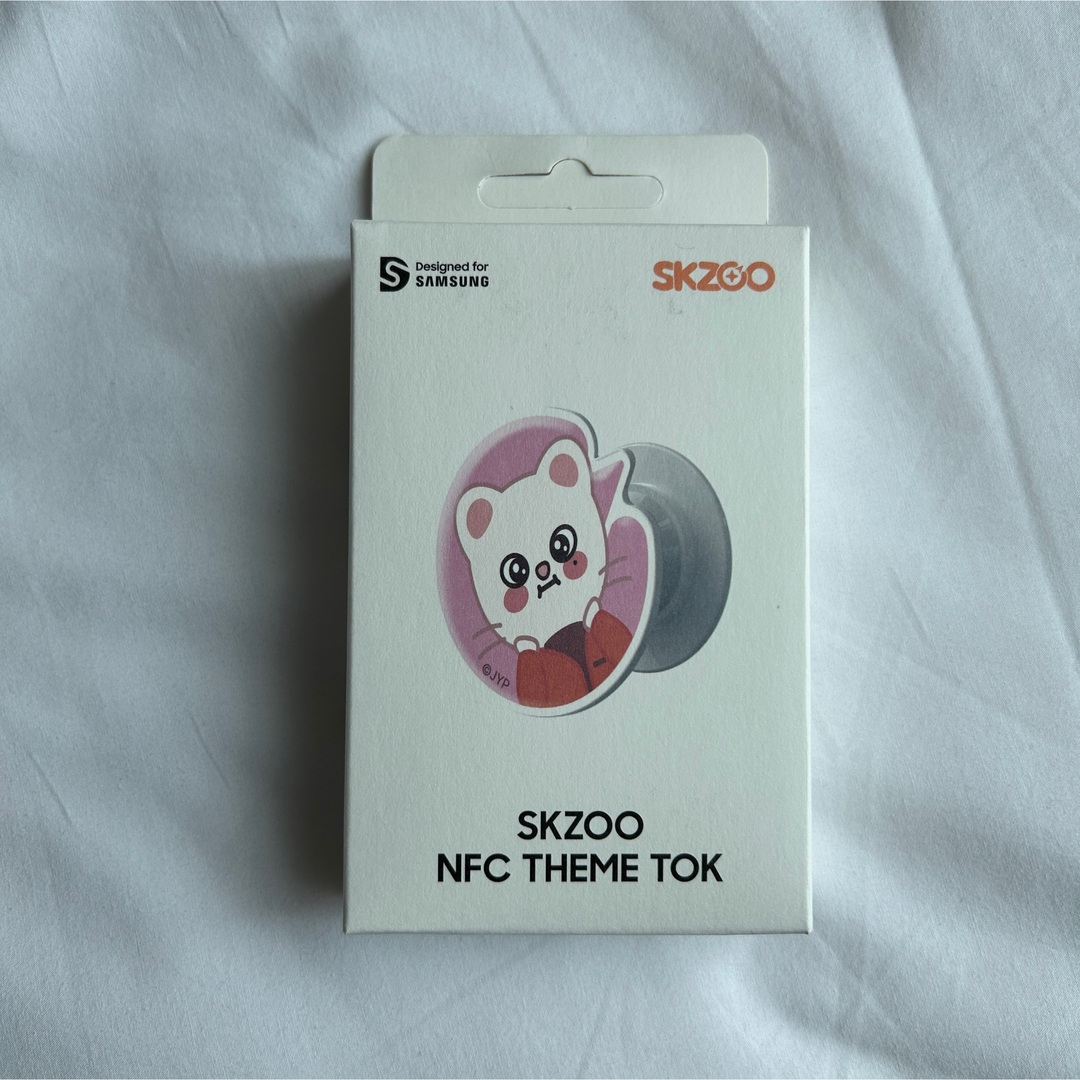 Designed for
SAMSUNG
SKZOO
©JYP
SKZOO
NFC THEME TOK